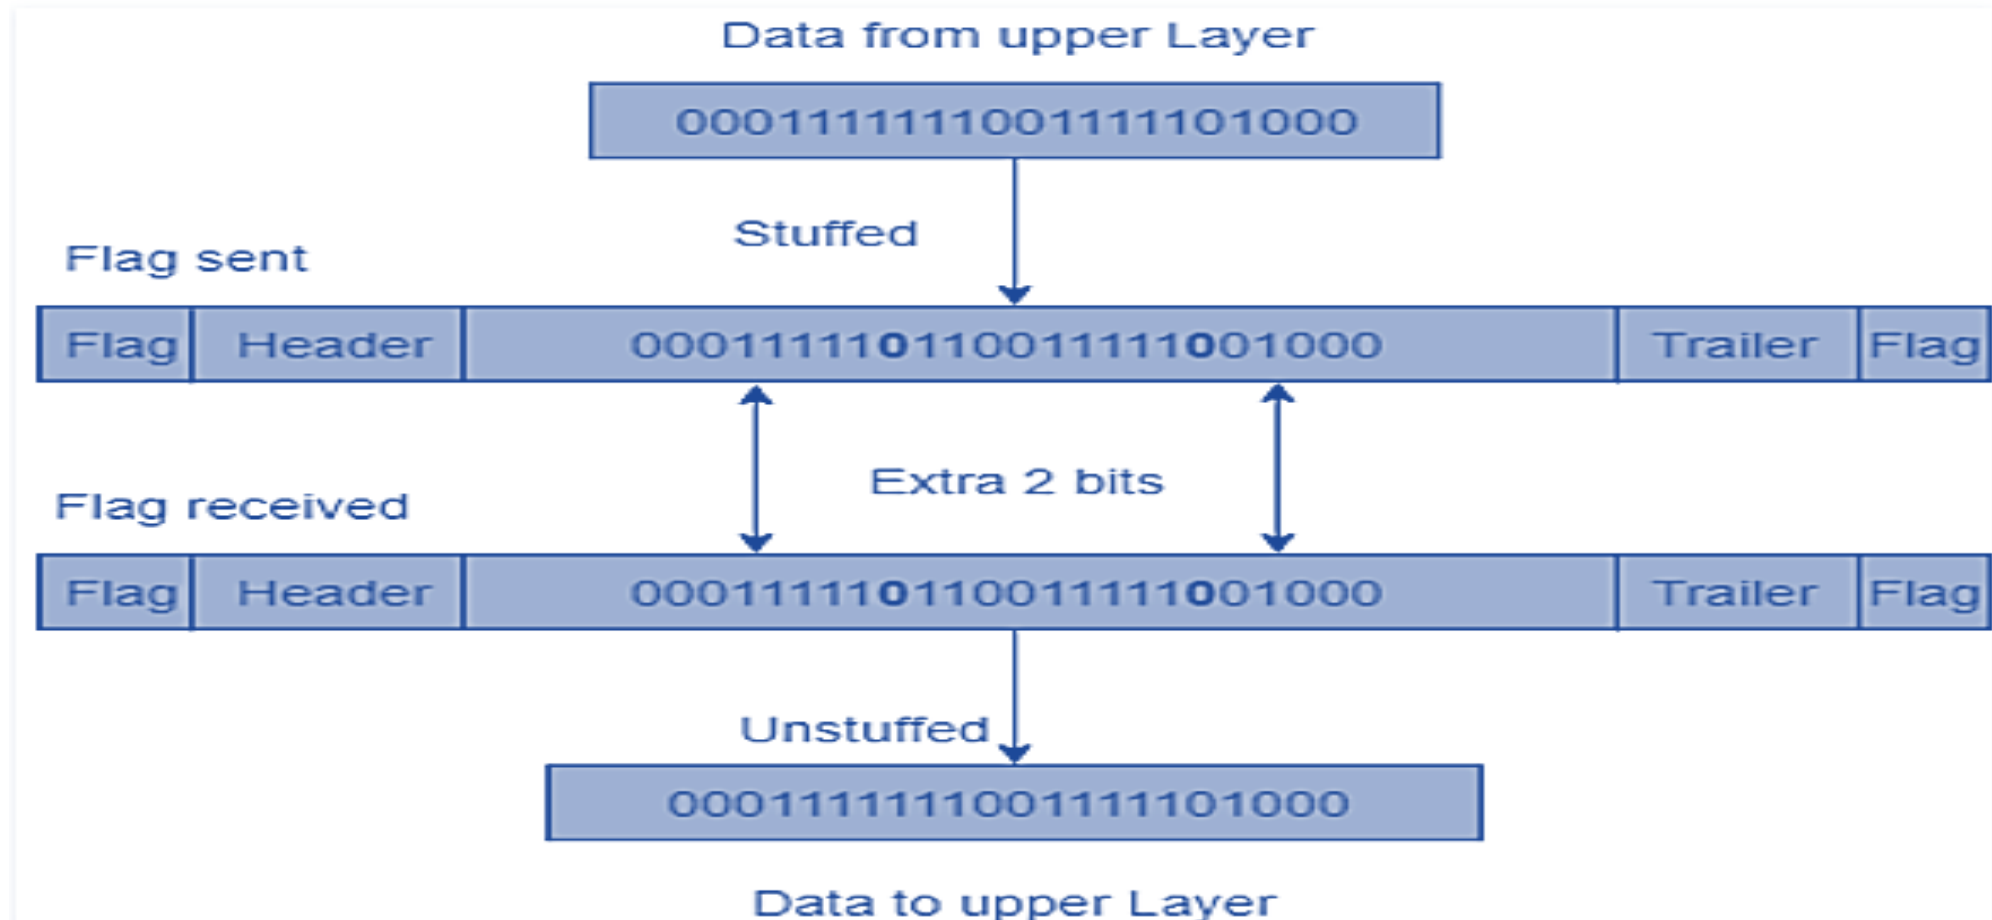 Data from upper Layer
0001111111001111101000
Stuffed
Flag sent
Flag Header 000111110110011111001000 Trailer Flag
Extra 2 bits
Flag received
Flag Header 000111110110011111001000 Trailer Flag
Unstuffed
0001111111001111101000
Data to upper Layer